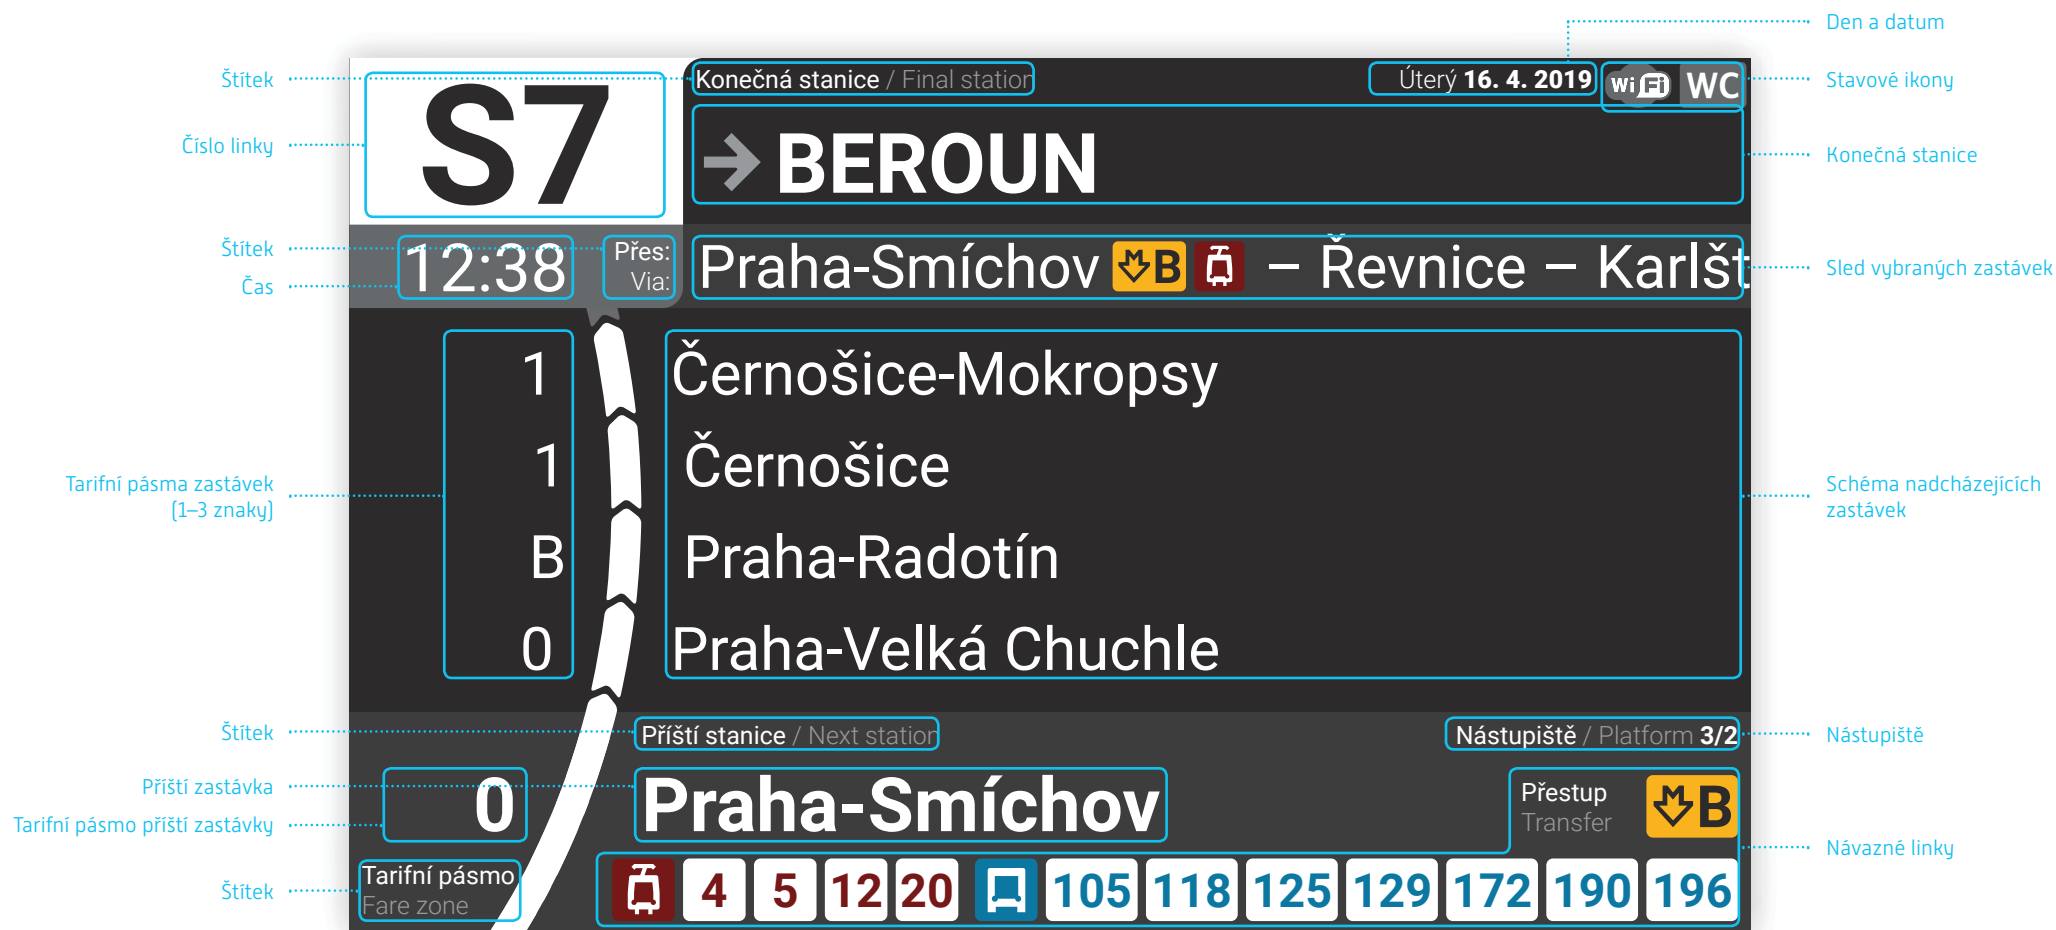 Den a datum
Štítek
Konečná stanice / Final station
Úterý 16. 4. 2019
WiFi
WC
Stavové ikony
S7
Číslo linky
BEROUN
Konečná stanice
Štítek
Čas
12:38
Přes:
Via:
Praha-Smíchov M B – Řevnice – Karlšt
Sled vybraných zastávek
1 Černošice-Mokropsy
1 Černošice
Tarifní pásma zastávek
(1–3 znaky)
Schéma nadcházejících
zastávek
B Praha-Radotín
0 Praha-Velká Chuchle
Štítek
Příští stanice / Next station
Nástupiště / Platform 3/2
Nástupiště
Příští zastávka
Tarifní pásmo příští zastávky
0 Praha-Smíchov
Přestup
Transfer
M B
Návazné linky
Štítek
Tarifní pásmo
Fare zone
4 5 12 20 105 118 125 129 172 190 196